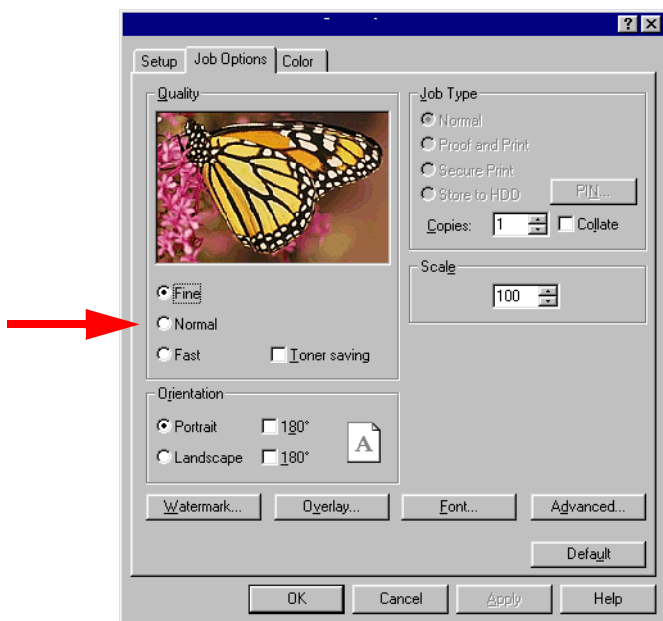 Setup Job Options Color
Quality
Fine
Normal
Fast Toner saving
Orientation
Portrait 180°
Landscape 180°
A
Job Type
Normal
Proof and Print
Secure Print
Store to HDD PIN...
Copies: 1 Collate
Scale
100
Watermark... Overlay... Font... Advanced...
Default
OK Cancel Apply Help